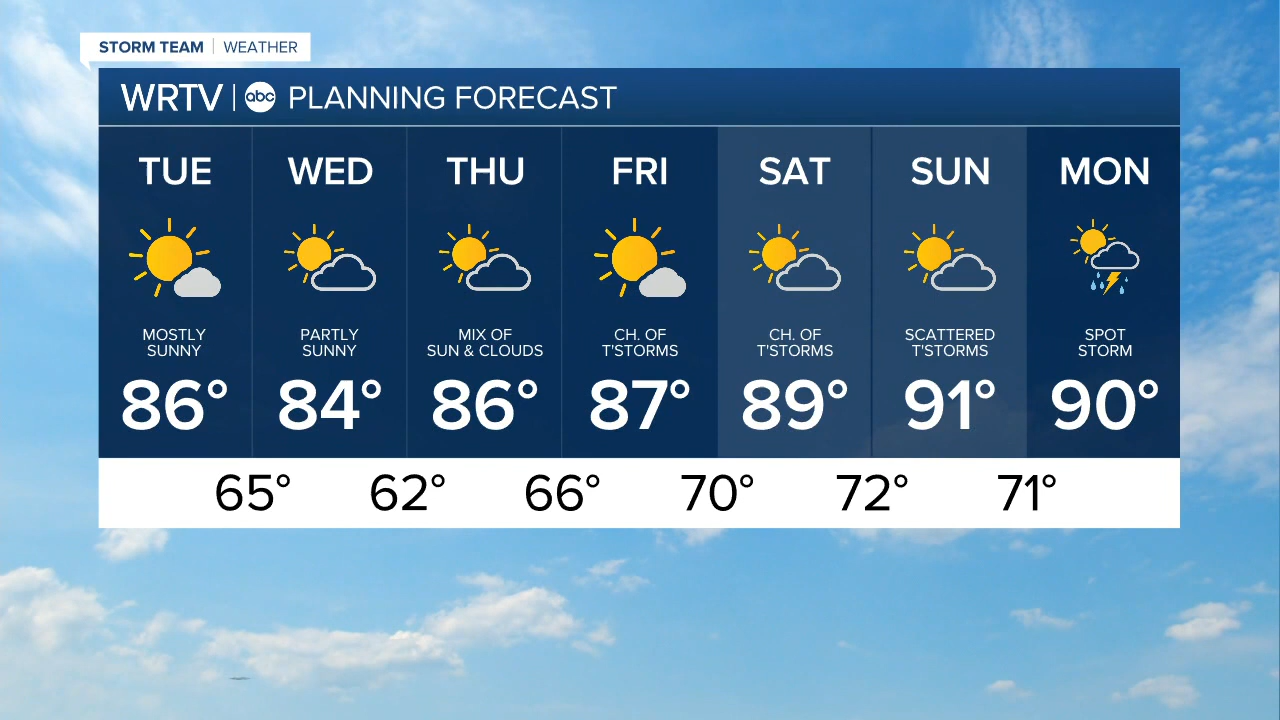 STORM TEAM | WEATHER
WRTV | abc PLANNING FORECAST
TUE WED THU FRI SAT SUN MON
MOSTLY SUNNY
PARTLY SUNNY
MIX OF SUN & CLOUDS
CH. OF T'STORMS
CH. OF T'STORMS
SCATTERED T'STORMS
SPOT STORM
86° 84° 86° 87° 89° 91° 90°
65° 62° 66° 70° 72° 71°